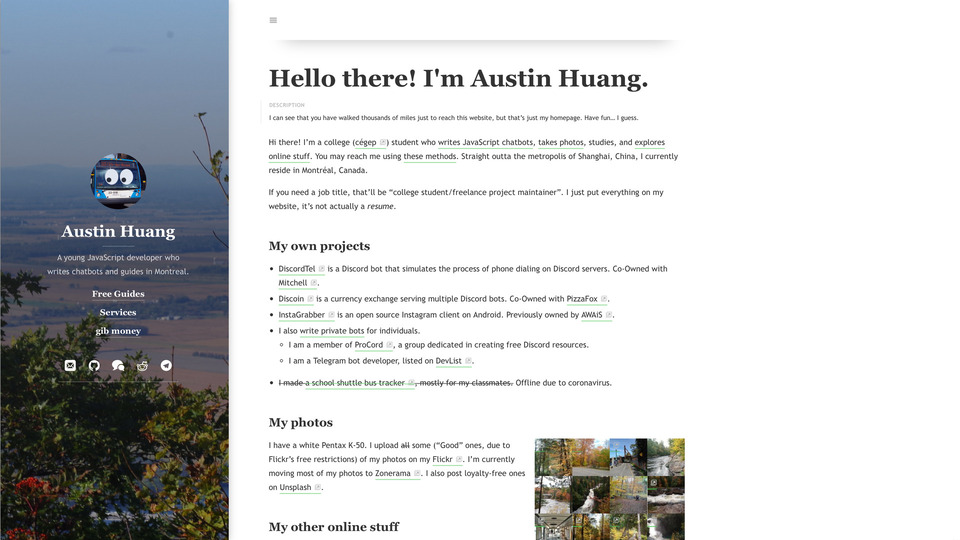 Austin Huang
A young JavaScript developer who
writes chatbots and guides in Montreal.
Free Guides
Services
gib money
Hello there! I'm Austin Huang.
DESCRIPTION
I can see that you have walked thousands of miles just to reach this website, but that's just my homepage. Have fun... I guess.
Hi there! I'm a college (cégep) student who writes JavaScript chatbots, takes photos, studies, and explores
online stuff. You may reach me using these methods. Straight outta the metropolis of Shanghai, China, I currently
reside in Montréal, Canada.
If you need a job title, that'll be “college student/freelance project maintainer”. I just put everything on my
website, it's not actually a resume.
My own projects
DiscordTel is a Discord bot that simulates the process of phone dialing on Discord servers. Co-Owned with
Mitchell.
Discoin is a currency exchange serving multiple Discord bots. Co-Owned with PizzaFox.
InstaGrabber is an open source Instagram client on Android. Previously owned by AWAiS.
I also write private bots for individuals.
I am a member of ProCord, a group dedicated in creating free Discord resources.
I am a Telegram bot developer, listed on DevList.
I made a school shuttle bus tracker, mostly for my classmates. Offline due to coronavirus.
My photos
I have a white Pentax K-50. I upload all some (“Good” ones, due to
Flickr's free restrictions) of my photos on my Flickr. I'm currently
moving most of my photos to Zonerama. I also post loyalty-free ones
on Unsplash.
My other online stuff